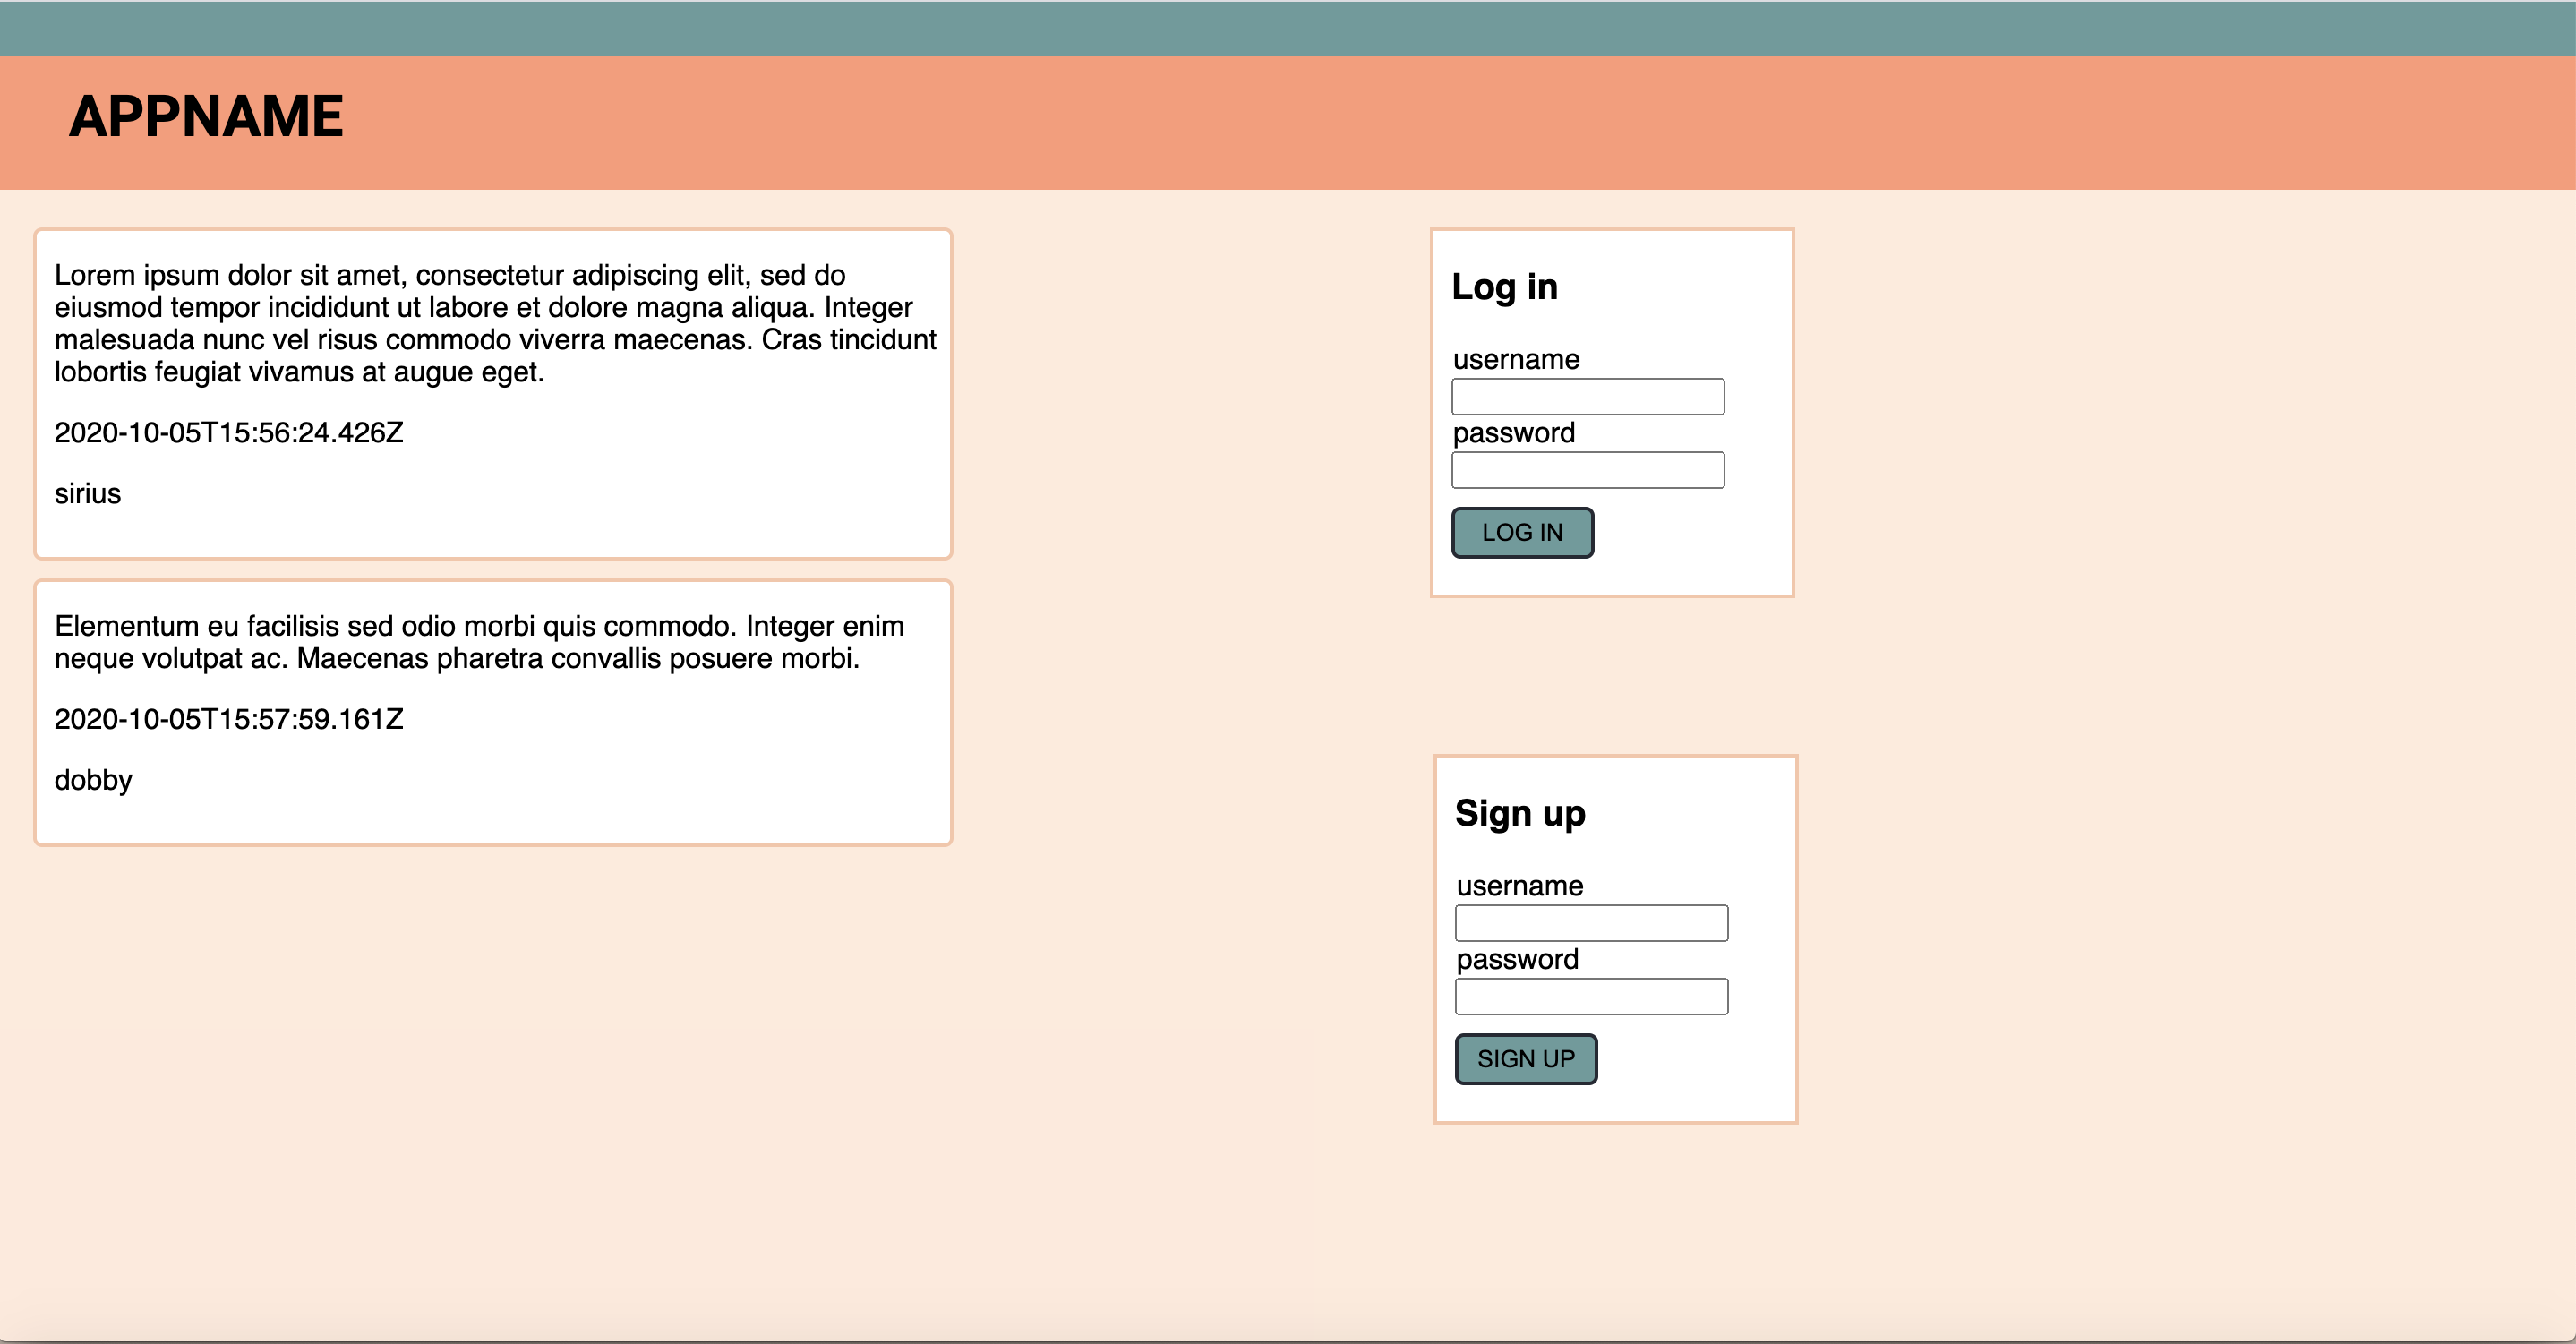 APPNAME
Lorem ipsum dolor sit amet, consectetur adipiscing elit, sed do
eiusmod tempor incididunt ut labore et dolore magna aliqua. Integer
malesuada nunc vel risus commodo viverra maecenas. Cras tincidunt
lobortis feugiat vivamus at augue eget.
2020-10-05T15:56:24.426Z
sirius
Elementum eu facilisis sed odio morbi quis commodo. Integer enim
neque volutpat ac. Maecenas pharetra convallis posuere morbi.
2020-10-05T15:57:59.161Z
dobby
Log in
username
password
LOG IN
Sign up
username
password
SIGN UP